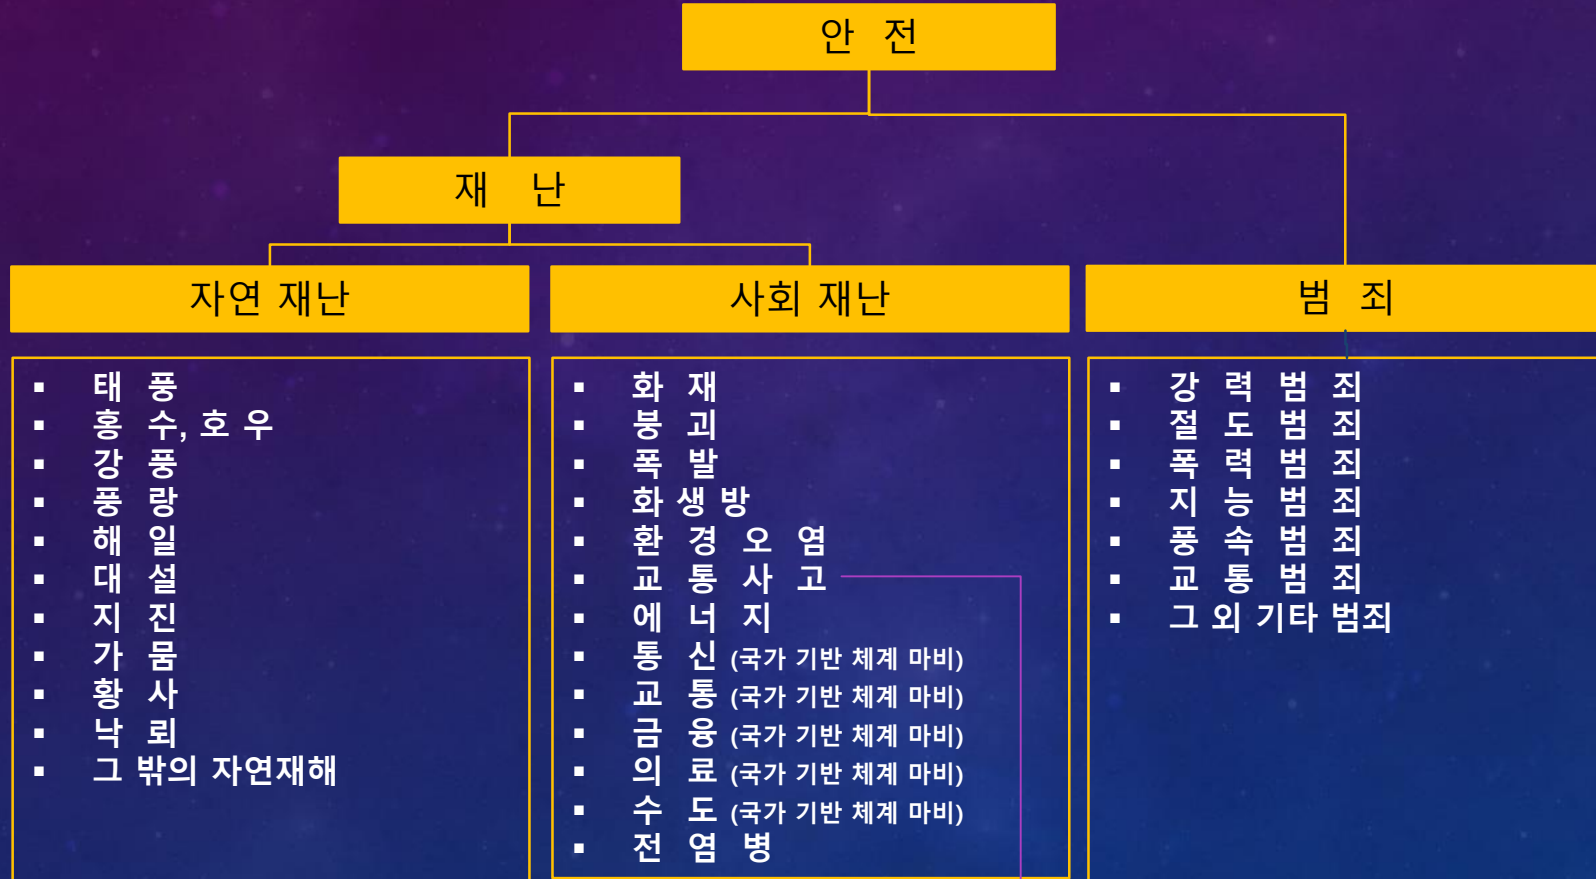 안 전
재 난
자연 재난
사회 재난
범 죄
▪ 태 풍
▪ 홍 수, 호 우
▪ 강 풍
▪ 풍 랑
▪ 해 일
▪ 대 설
▪ 지 진
▪ 가 뭄
▪ 황 사
▪ 낙 뢰
▪ 그 밖의 자연재해
▪ 화 재
▪ 붕 괴
▪ 폭 발
▪ 화 생 방
▪ 환 경 오 염
▪ 교 통 사 고
▪ 에 너 지
▪ 통 신 (국가 기반 체계 마비)
▪ 교 통 (국가 기반 체계 마비)
▪ 금 융 (국가 기반 체계 마비)
▪ 의 료 (국가 기반 체계 마비)
▪ 수 도 (국가 기반 체계 마비)
▪ 전 염 병
▪ 강 력 범 죄
▪ 절 도 범 죄
▪ 폭 력 범 죄
▪ 지 능 범 죄
▪ 풍 속 범 죄
▪ 교 통 범 죄
▪ 그 외 기타 범죄